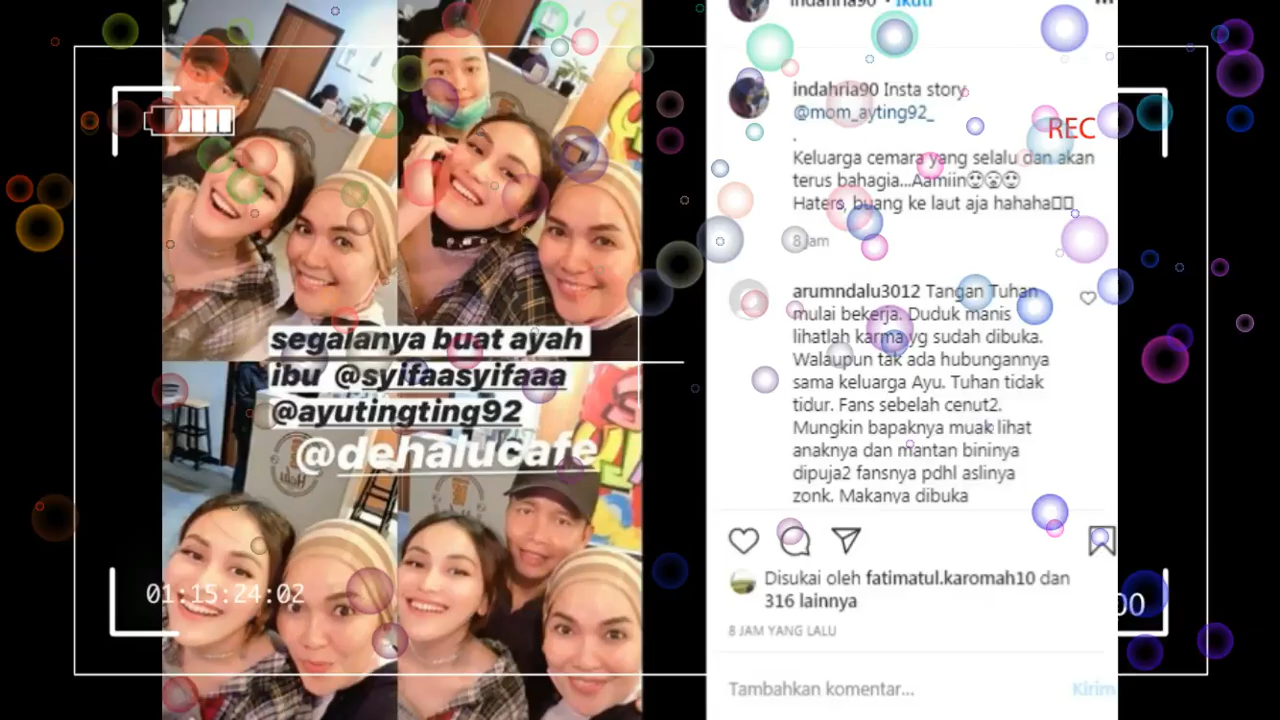 indahria90 • Ikuti
indahria90 Insta story
@mom_ayting92_
.
Keluarga cemara yang selalu dan akan
terus bahagia...Aamiin
Haters, buang ke laut aja hahaha
8 jam
REC
arumndalu3012 Tangan Tuhan
mulai bekerja. Duduk manis
lihatlah karma yg sudah dibuka.
Walaupun tak ada hubungannya
sama keluarga Ayu. Tuhan tidak
tidur. Fans sebelah cenut2.
Mungkin bapaknya muak lihat
anaknya dan mantan bininya
dipuja2 fansnya pdhl aslinya
zonk. Makanya dibuka
segalanya buat ayah
ibu @syifaasyifaaa
@ayutingting92
@dehalucafe
Disukai oleh fatimatul.karomah10 dan
316 lainnya
8 JAM YANG LALU
Tambahkan komentar...
Kirim
01:15:24:02
00